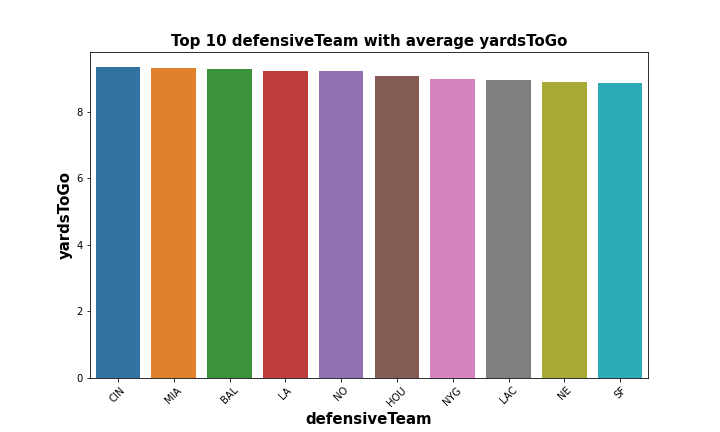 Top 10 defensiveTeam with average yardsToGo
yardsToGo
8
6
4
2
0
CIN
MIA
BAL
LA
NO
HOU
NYG
LAC
NE
SF
defensiveTeam